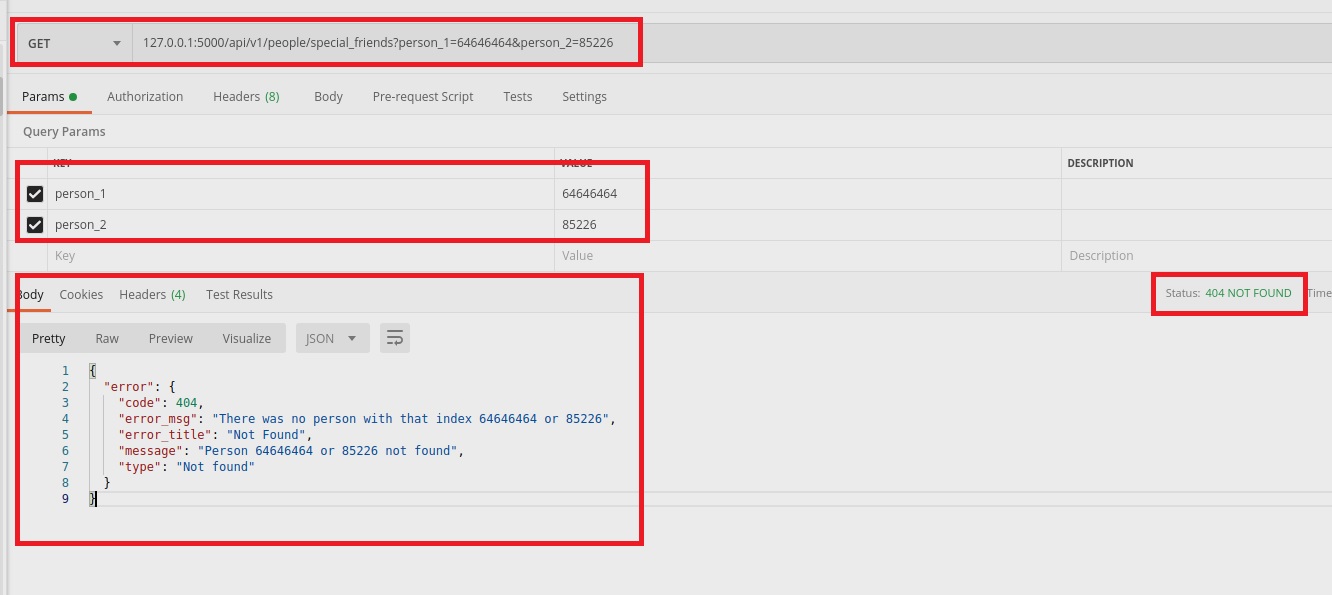 GET 127.0.0.1:5000/api/v1/people/special_friends?person_1=64646464&person_2=85226
Params Authorization Headers (8) Body Pre-request Script Tests Settings
Query Params
KEY VALUE DESCRIPTION
person_1 64646464
person_2 85226
Key Value Description
Body Cookies Headers (4) Test Results Status: 404 NOT FOUND Time
Pretty Raw Preview Visualize JSON
1 {
2 "error": {
3 "code": 404,
4 "error_msg": "There was no person with that index 64646464 or 85226",
5 "error_title": "Not Found",
6 "message": "Person 64646464 or 85226 not found",
7 "type": "Not found"
8 }
9 }